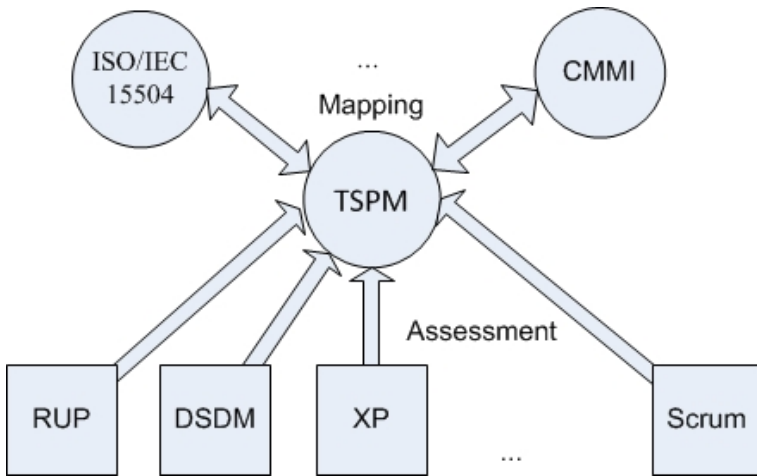 ISO/IEC
15504
...
CMMI
Mapping
TSPM
Assessment
RUP
DSDM
XP
...
Scrum